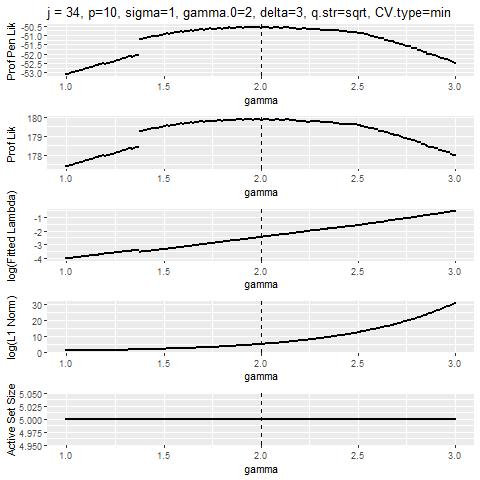 j = 34, p=10, sigma=1, gamma.0=2, delta=3, q.str=sqrt, CV.type=min
Prof Pen Lik
-50.5
-51.0
-51.5
-52.0
-52.5
-53.0
1.0 1.5 2.0 2.5 3.0
gamma
Prof Lik
180
179
178
1.0 1.5 2.0 2.5 3.0
gamma
log(Fitted Lambda)
-1
-2
-3
-4
1.0 1.5 2.0 2.5 3.0
gamma
log(L1 Norm)
30
20
10
0
1.0 1.5 2.0 2.5 3.0
gamma
Active Set Size
5.050
5.025
5.000
4.975
4.950
1.0 1.5 2.0 2.5 3.0
gamma